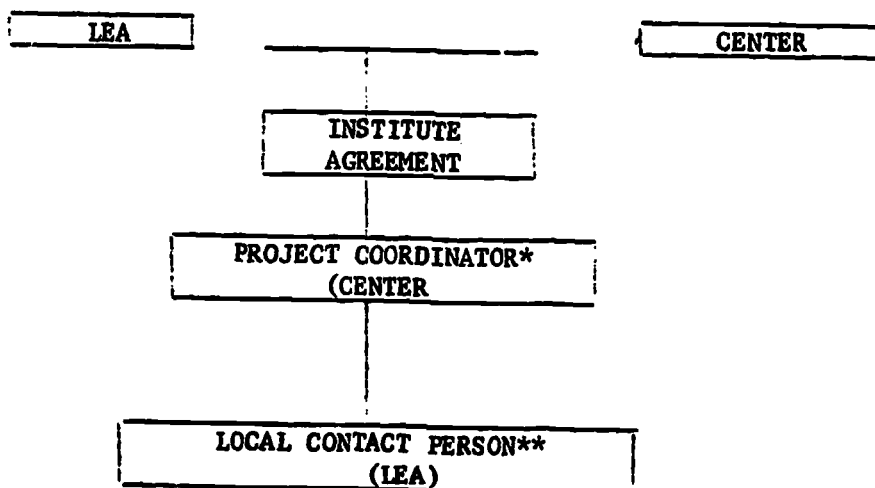 LEA
CENTER
INSTITUTE
AGREEMENT
PROJECT COORDINATOR*
(CENTER
LOCAL CONTACT PERSON**
(LEA)